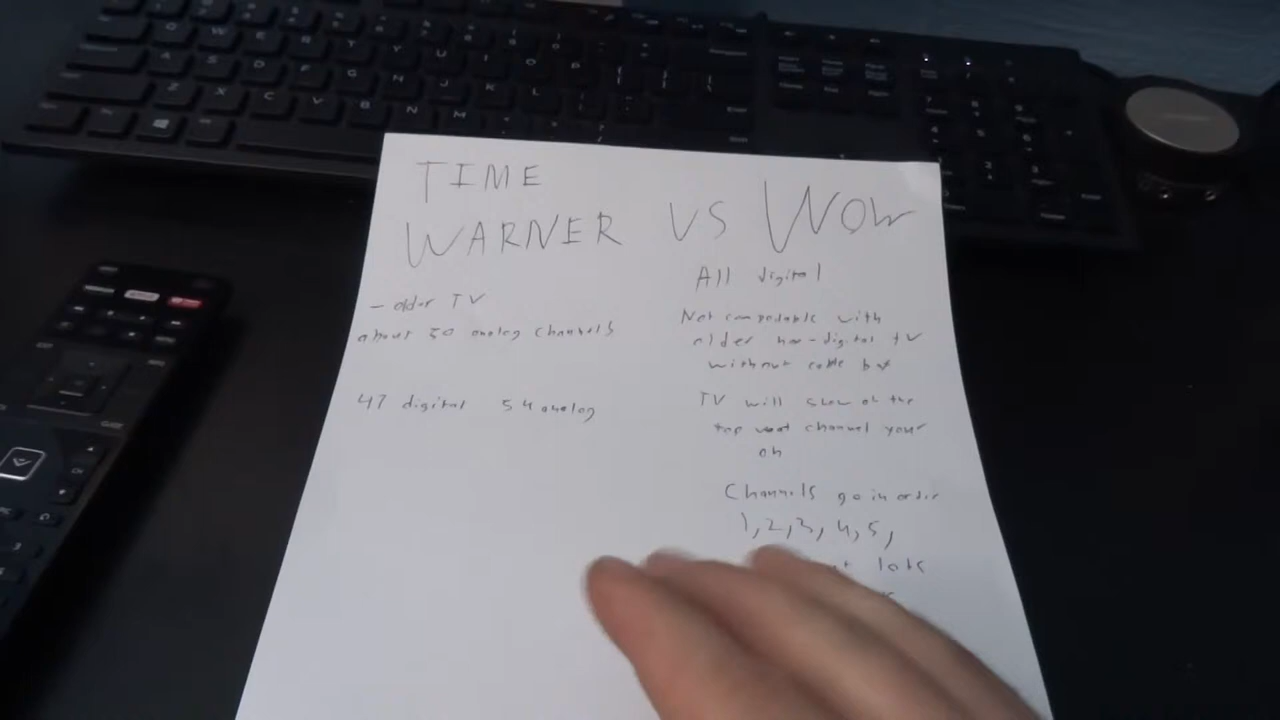 TIME
WARNER VS WOW
- older TV
about 50 analog channels
47 digital 54 analog
All digital
Not compatable with
older non-digital tv
without cable box
TV will show on the
top what channel your
on
Channels go in order
1,2,3,4,5,
lots